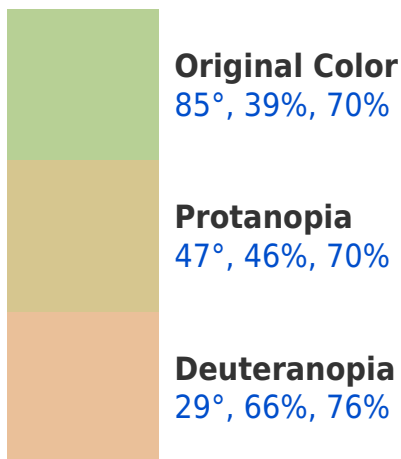 Original Color
85°, 39%, 70%
Protanopia
47°, 46%, 70%
Deuteranopia
29°, 66%, 76%